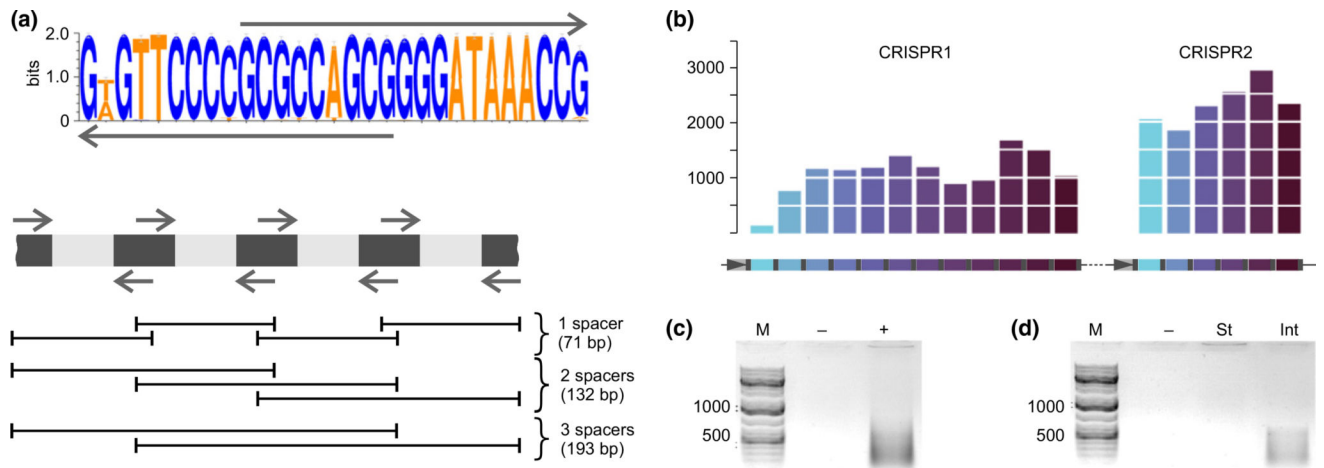 (a)
2.0
1.0
0
bits
GTGTTCCCCGCGCCAGCGGGGATAAACCG
A
1 spacer
(71 bp)
2 spacers
(132 bp)
3 spacers
(193 bp)
(b)
CRISPR1
CRISPR2
3000
2000
1000
(c)
M – +
1000
500
(d)
M – St Int
1000
500